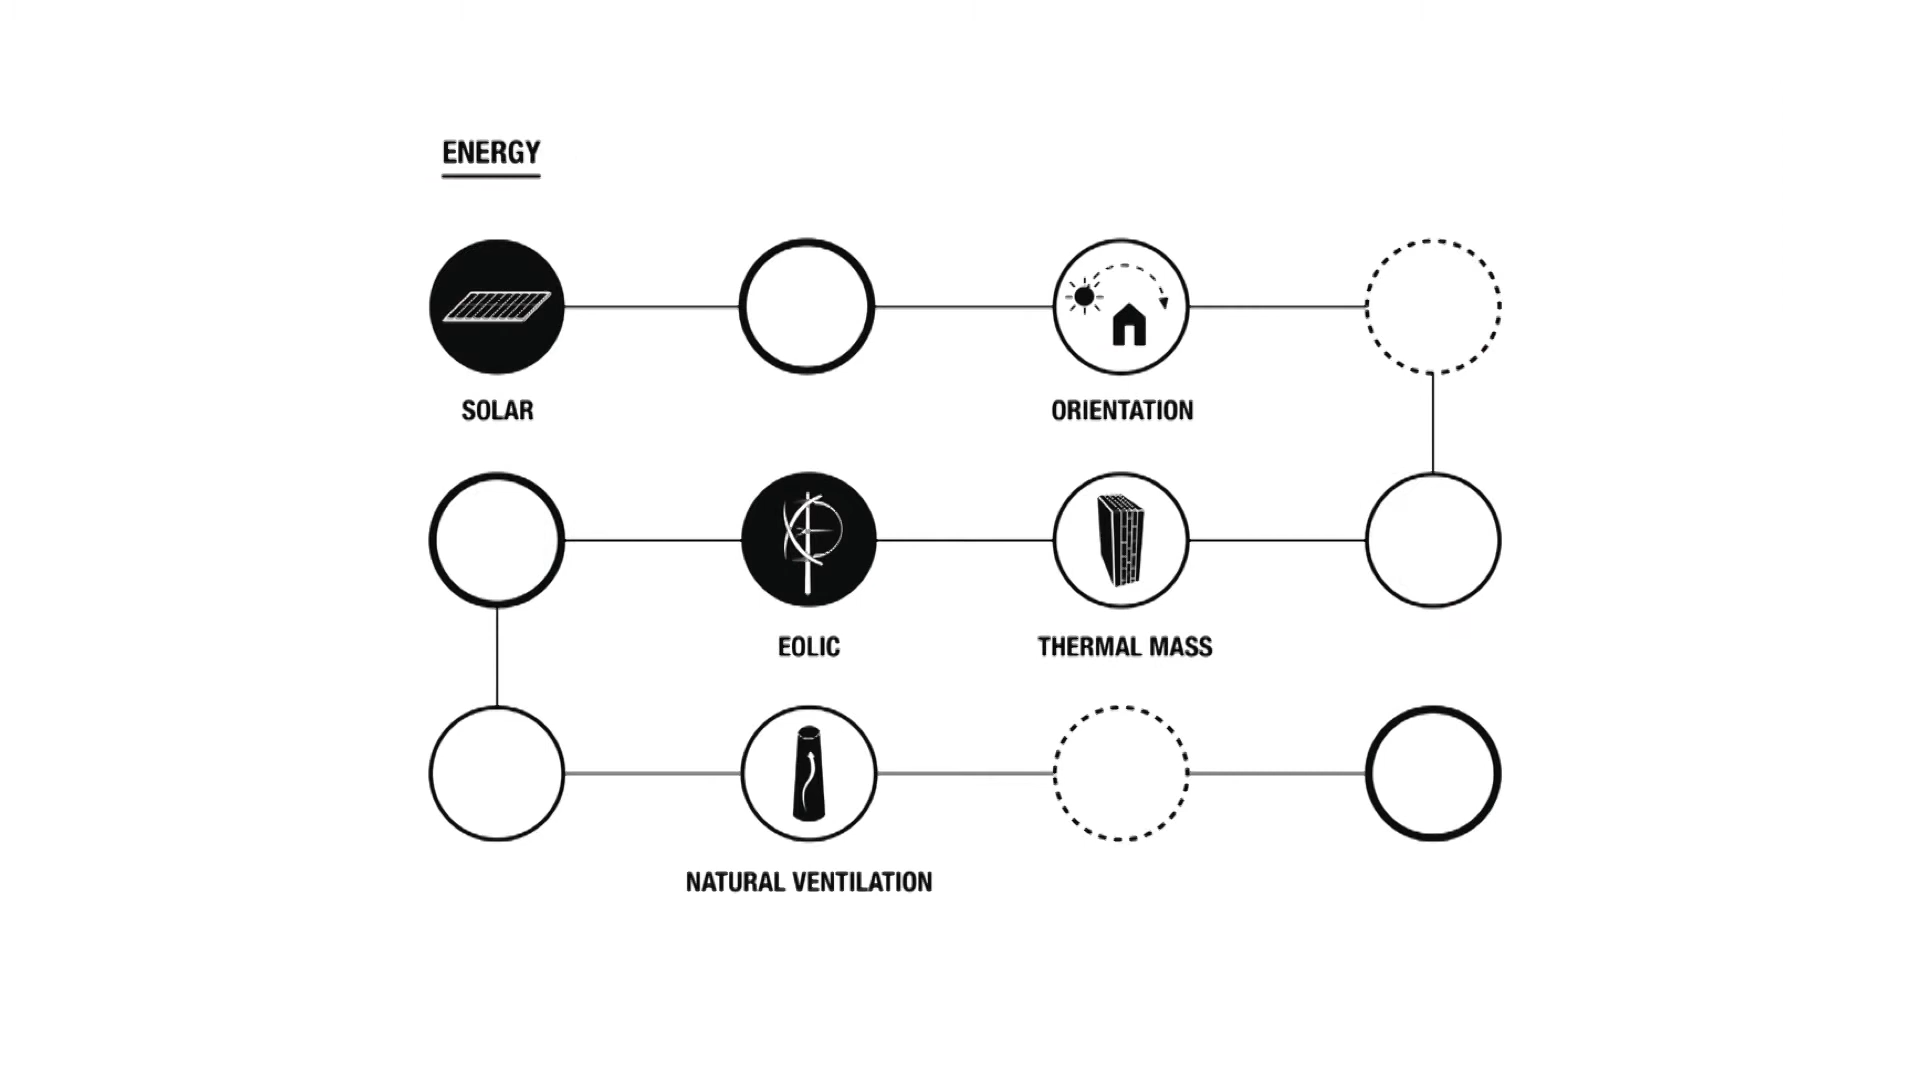 ENERGY
SOLAR
ORIENTATION
EOLIC
THERMAL MASS
NATURAL VENTILATION